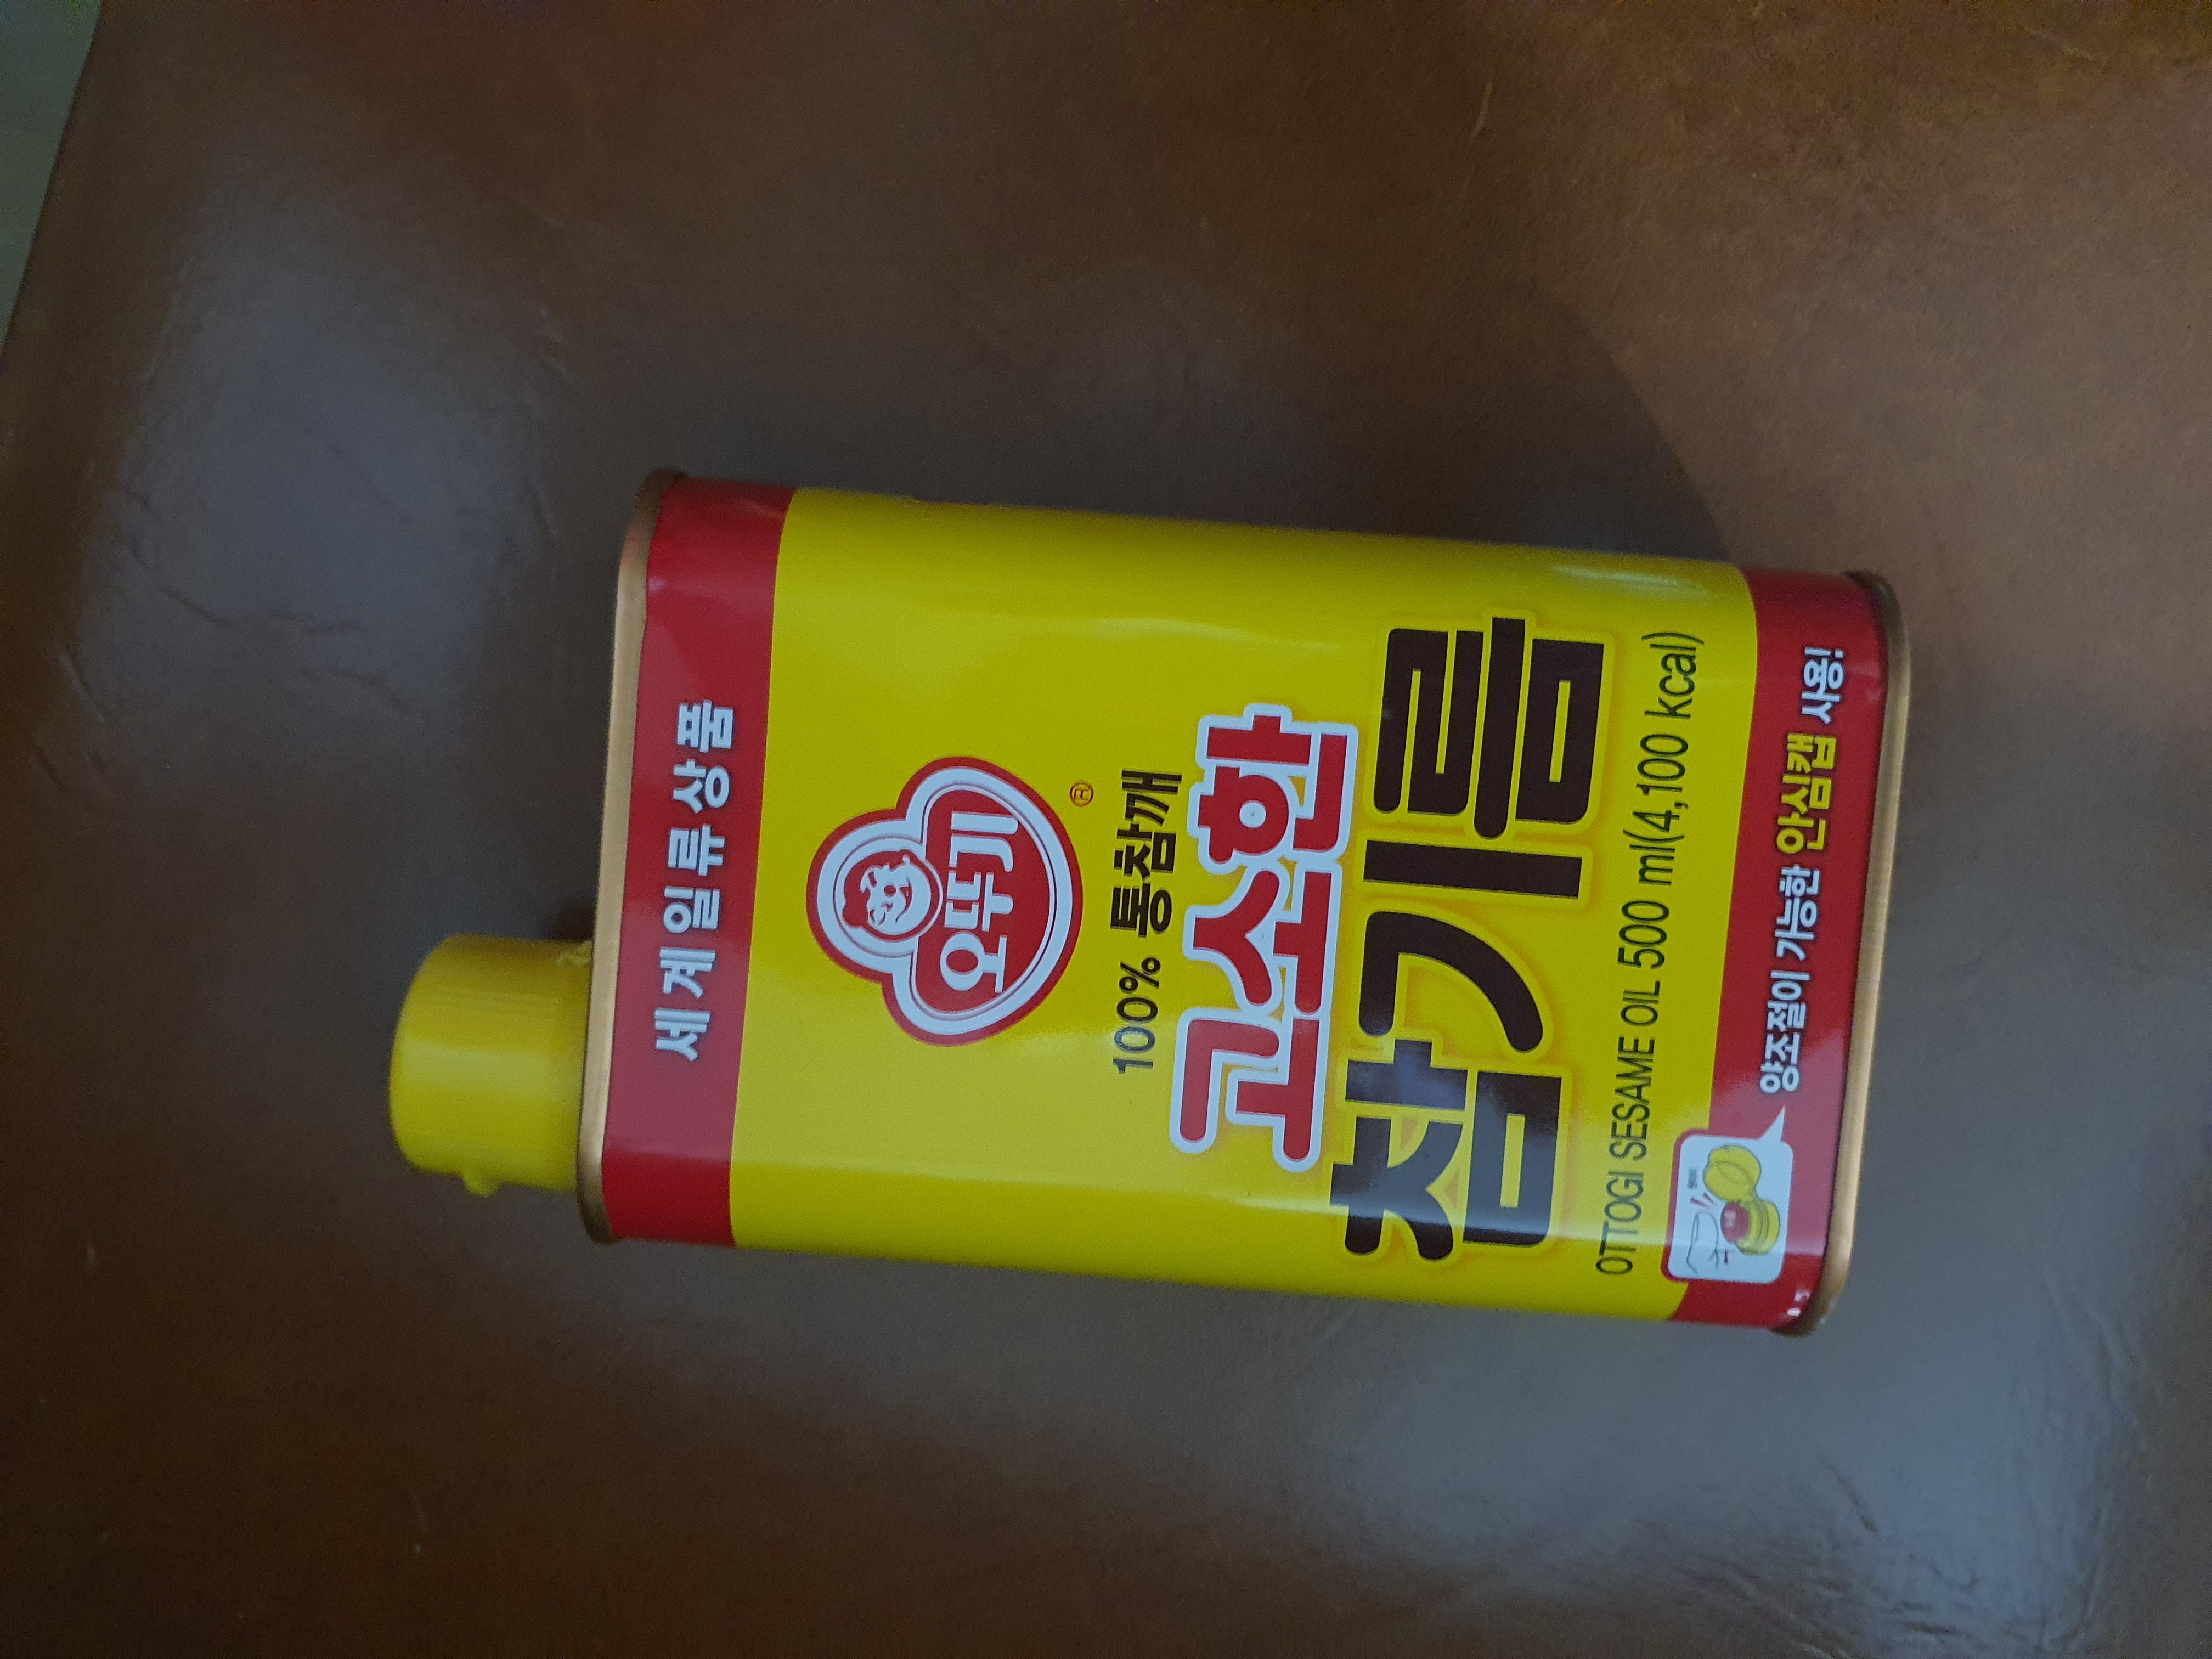 세계일류상품
오뚜기
100% 통참깨
고소한
참기름
OTTOGI SESAME OIL 500 ml(4,100 kcal)
양조절이 가능한 안심캡 사용!